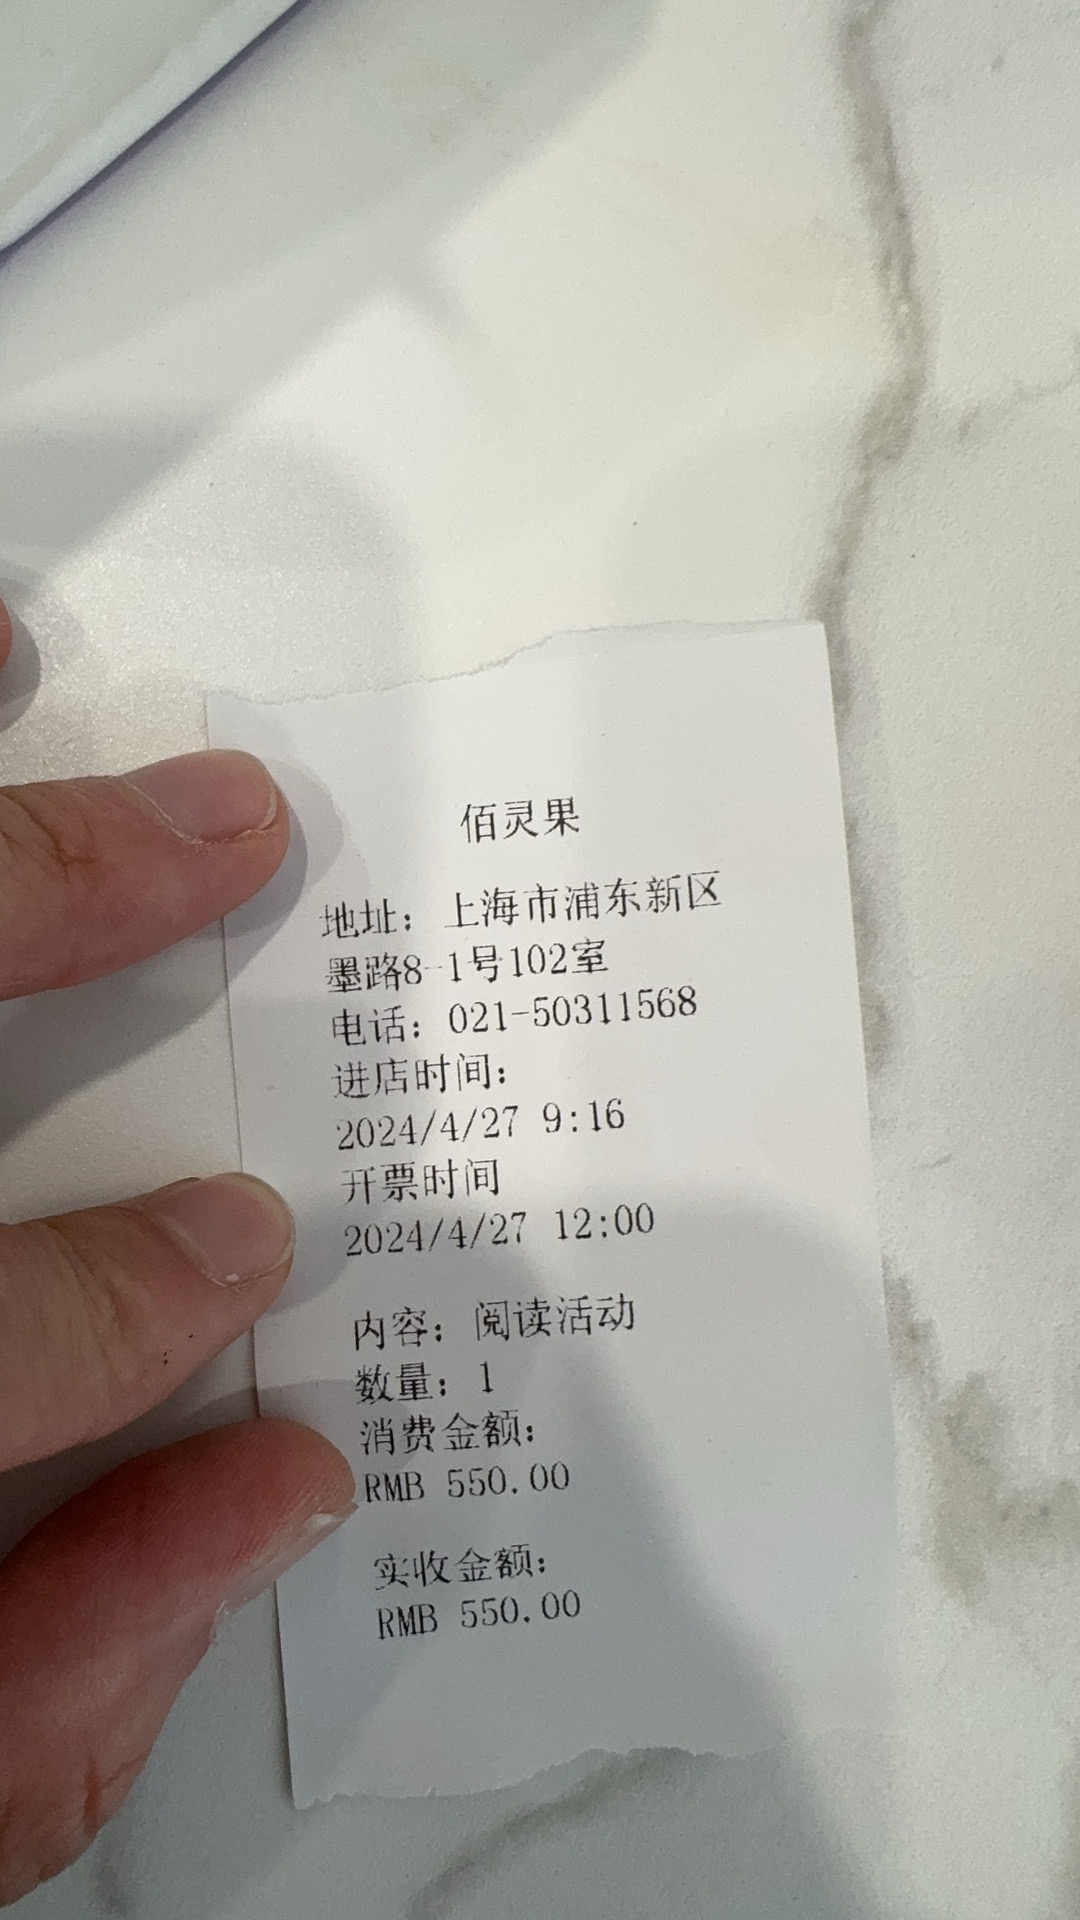 佰灵果
地址：上海市浦东新区
墨路8-1号102室
电话：021-50311568
进店时间：
2024/4/27 9:16
开票时间
2024/4/27 12:00
内容：阅读活动
数量：1
消费金额：
RMB 550.00
实收金额：
RMB 550.00